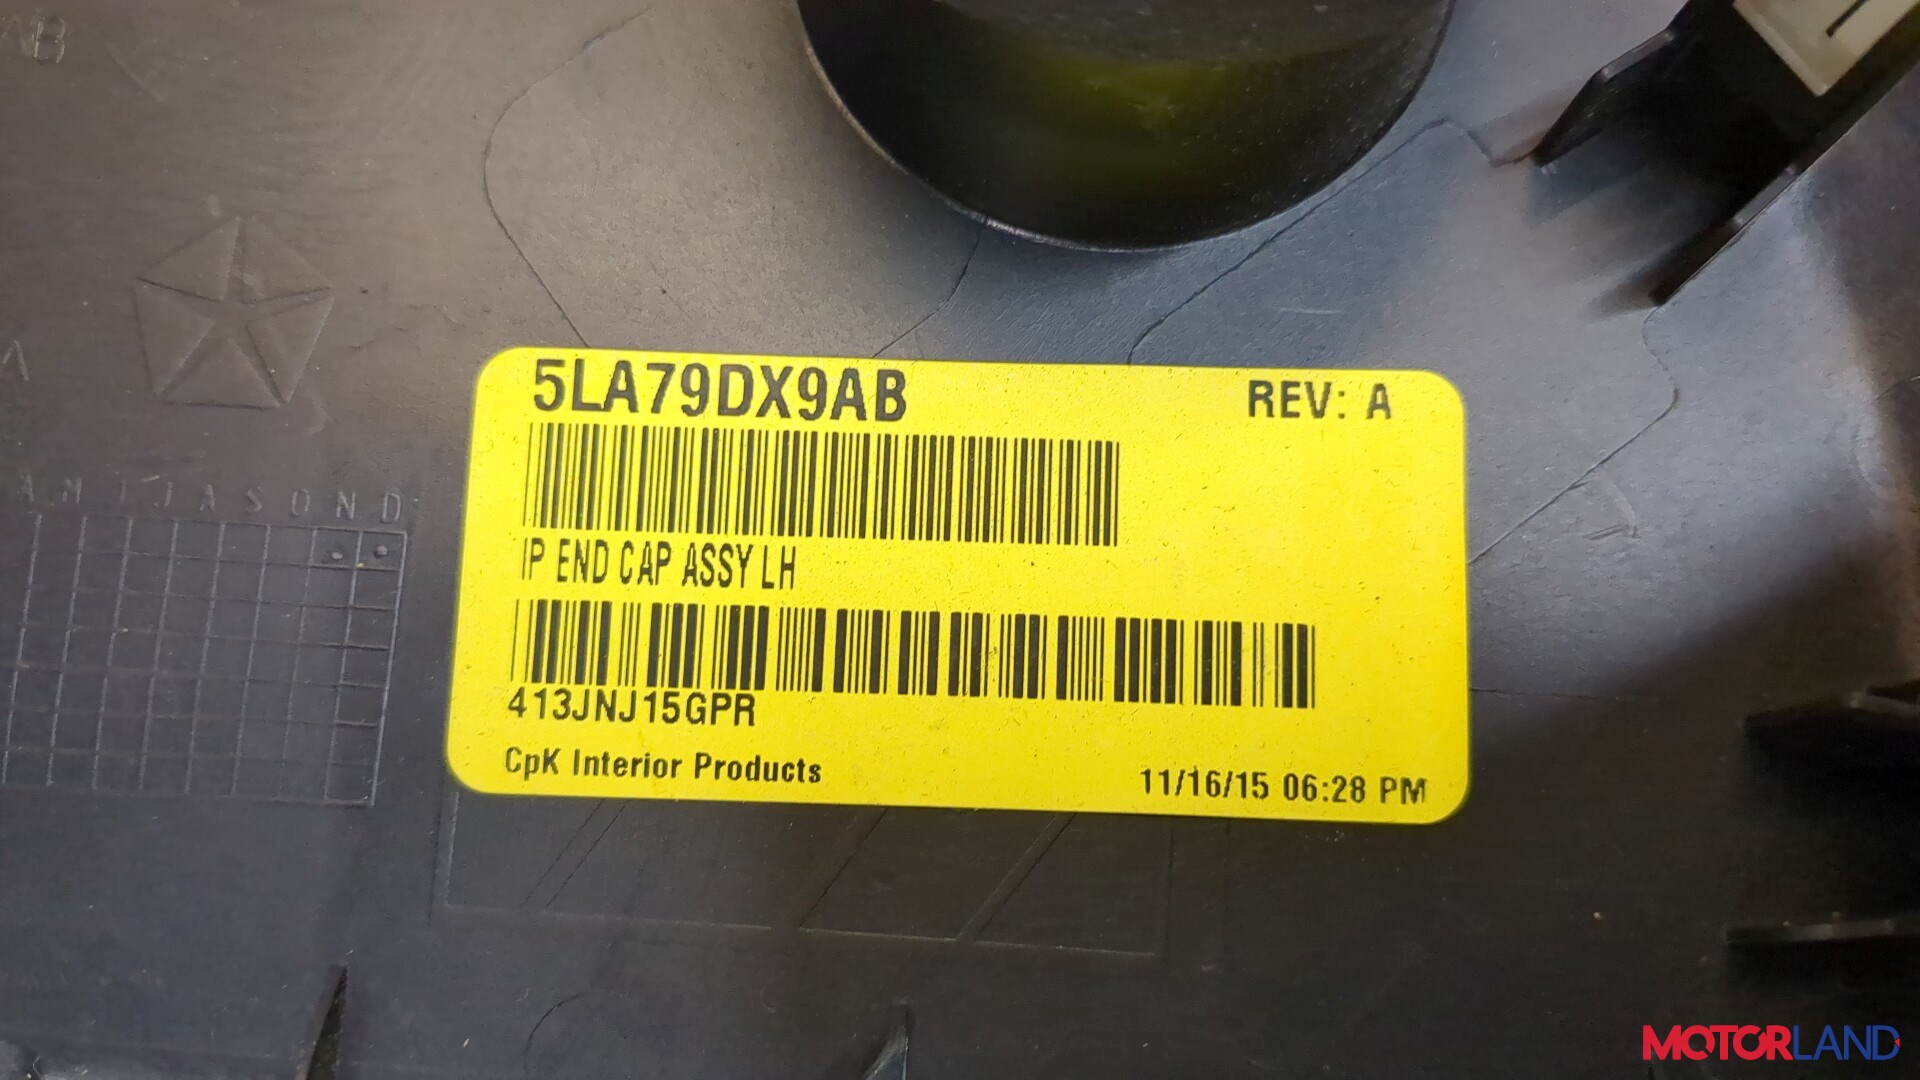 5LA79DX9AB REV: A
IP END CAP ASSY LH
413JNJ15GPR
CpK Interior Products 11/16/15 06:28 PM
A
A M J J A S O N D
MOTORLAND